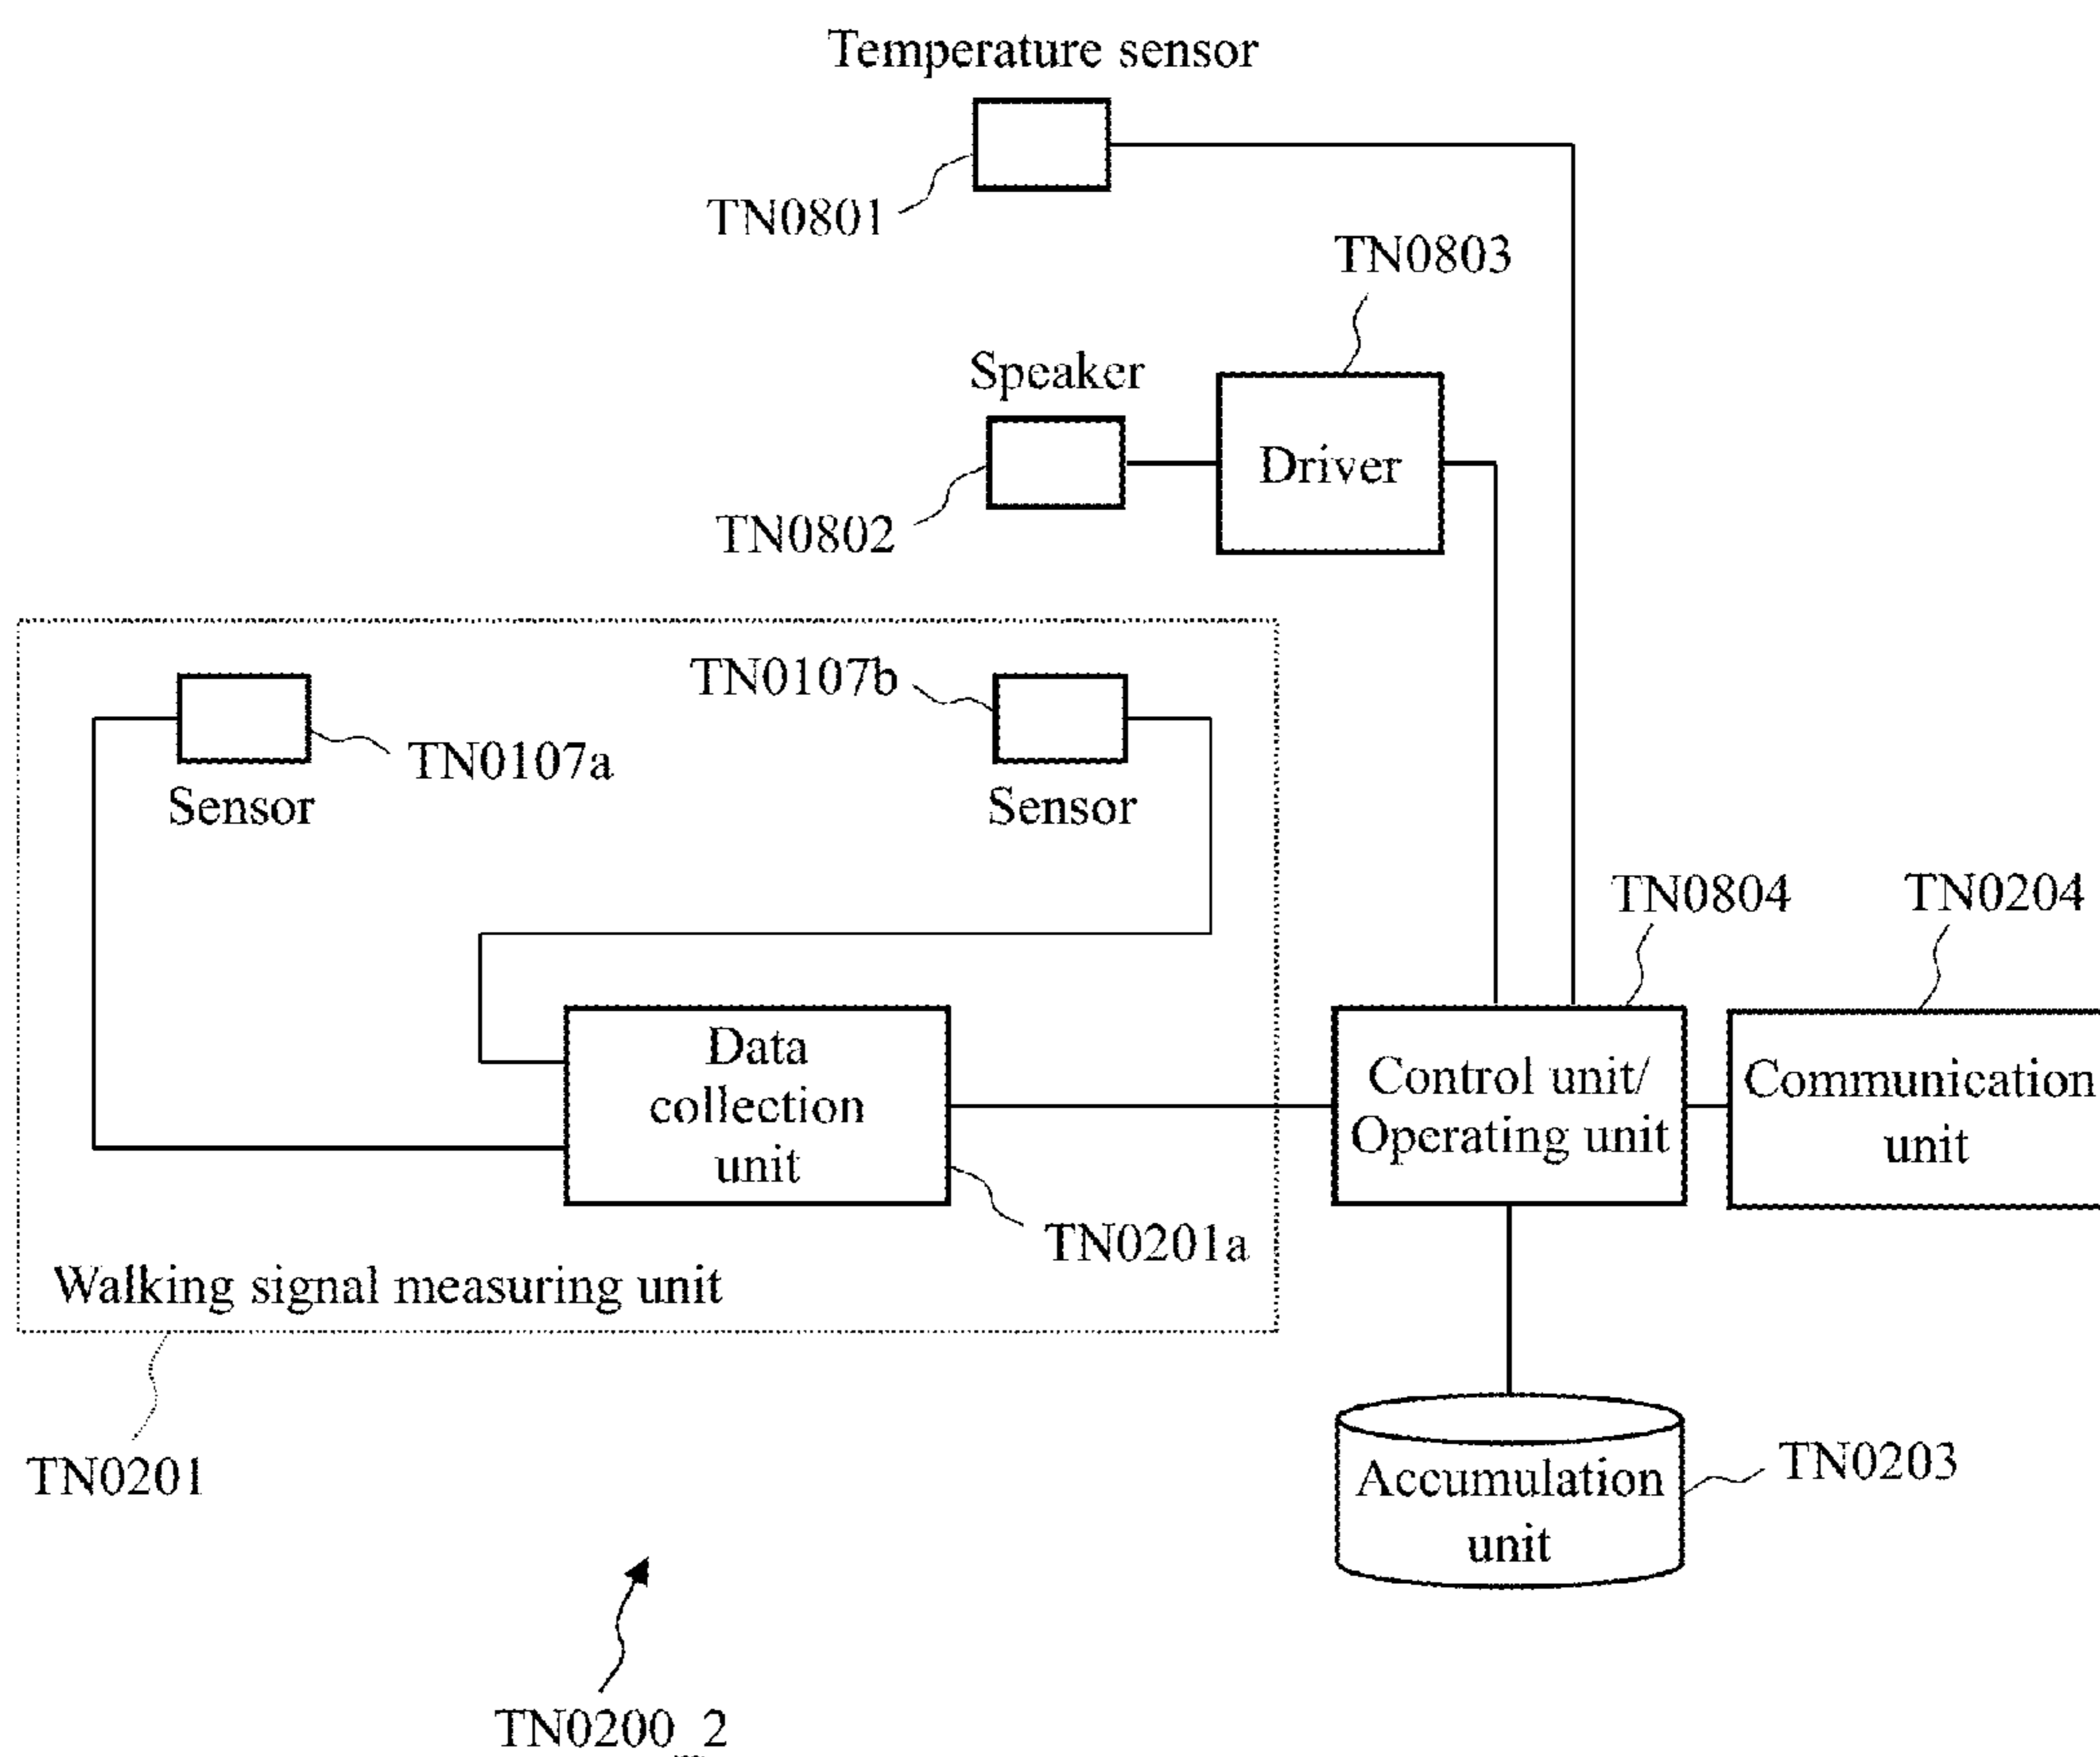 Temperature sensor
TN0801
TN0803
Speaker
Driver
TN0802
TN0107b
TN0107a
Sensor
Sensor
TN0804
TN0204
Data
collection
unit
Control unit/
Operating unit
Communication
unit
TN0201a
Walking signal measuring unit
TN0201
Accumulation
unit
TN0203
TN0200_2